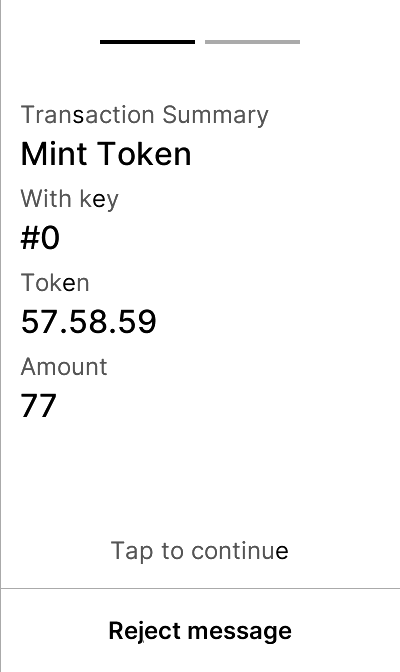 Transaction Summary
Mint Token
With key
#0
Token
57.58.59
Amount
77
Tap to continue
Reject message